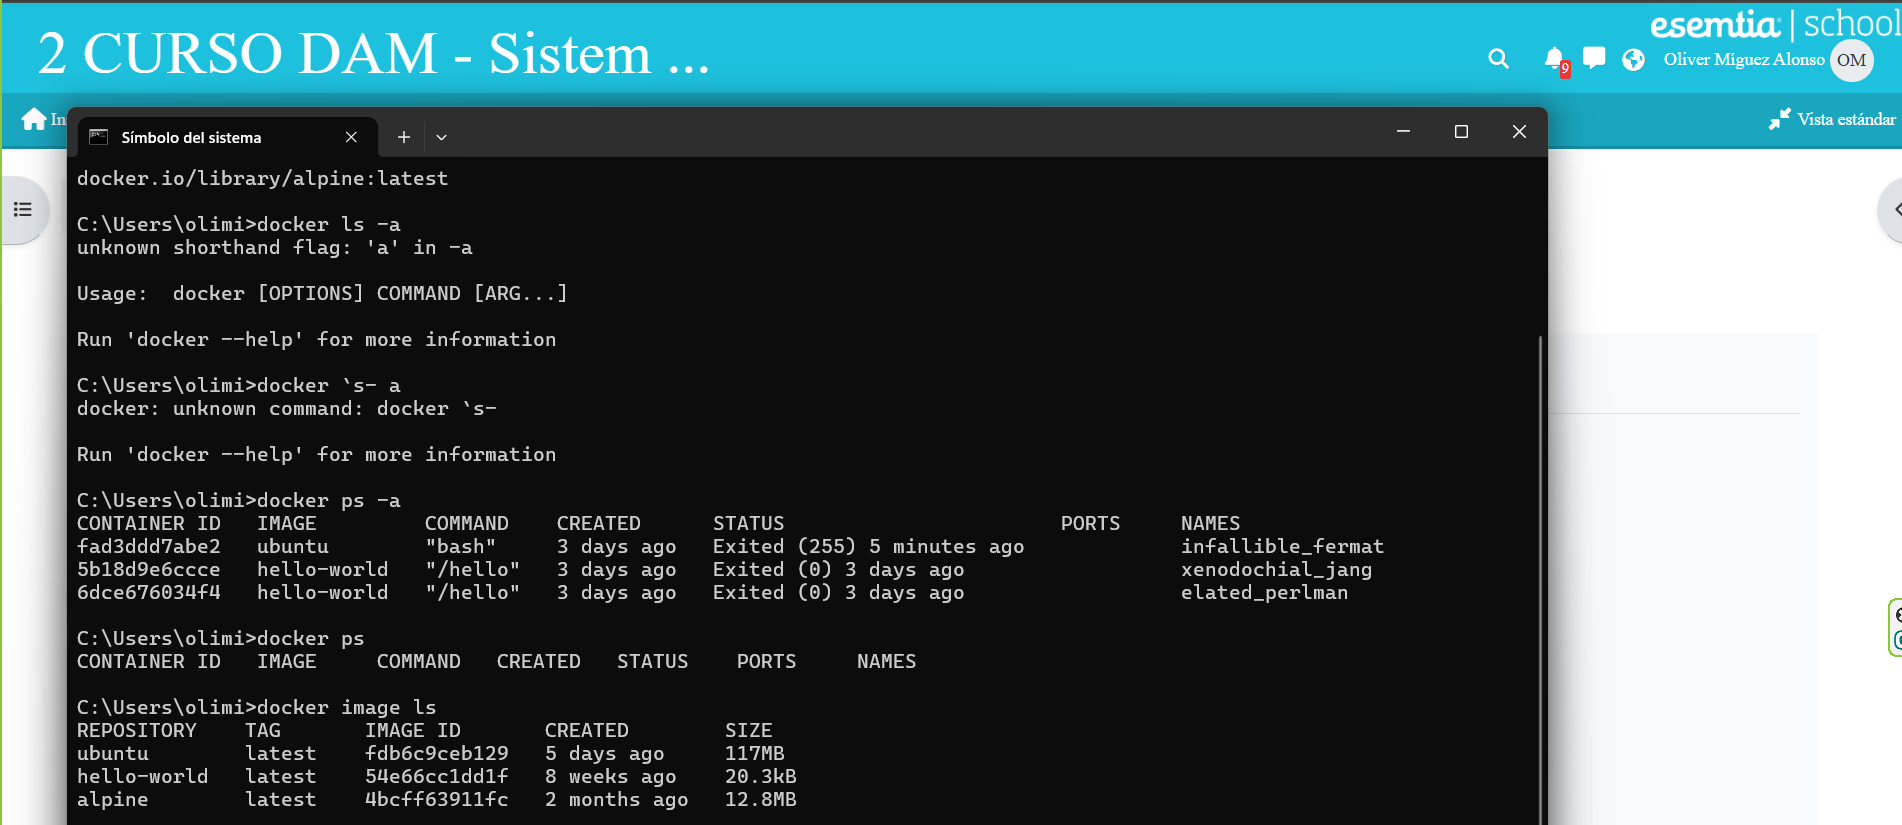 esemtia | school
2 CURSO DAM - Sistem ...
9
Oliver Míguez Alonso OM
Vista estándar
Símbolo del sistema
docker.io/library/alpine:latest
C:\Users\olimi>docker ls -a
unknown shorthand flag: 'a' in -a
Usage:  docker [OPTIONS] COMMAND [ARG...]
Run 'docker --help' for more information
C:\Users\olimi>docker `s- a
docker: unknown command: docker `s-
Run 'docker --help' for more information
C:\Users\olimi>docker ps -a
CONTAINER ID   IMAGE         COMMAND    CREATED      STATUS                       PORTS     NAMES
fad3ddd7abe2   ubuntu        "bash"     3 days ago   Exited (255) 5 minutes ago             infallible_fermat
5b18d9e6ccce   hello-world   "/hello"   3 days ago   Exited (0) 3 days ago                  xenodochial_jang
6dce676034f4   hello-world   "/hello"   3 days ago   Exited (0) 3 days ago                  elated_perlman
C:\Users\olimi>docker ps
CONTAINER ID   IMAGE     COMMAND   CREATED   STATUS    PORTS     NAMES
C:\Users\olimi>docker image ls
REPOSITORY    TAG       IMAGE ID       CREATED        SIZE
ubuntu        latest    fdb6c9ceb129   5 days ago     117MB
hello-world   latest    54e66cc1dd1f   8 weeks ago    20.3kB
alpine        latest    4bcff63911fc   2 months ago   12.8MB